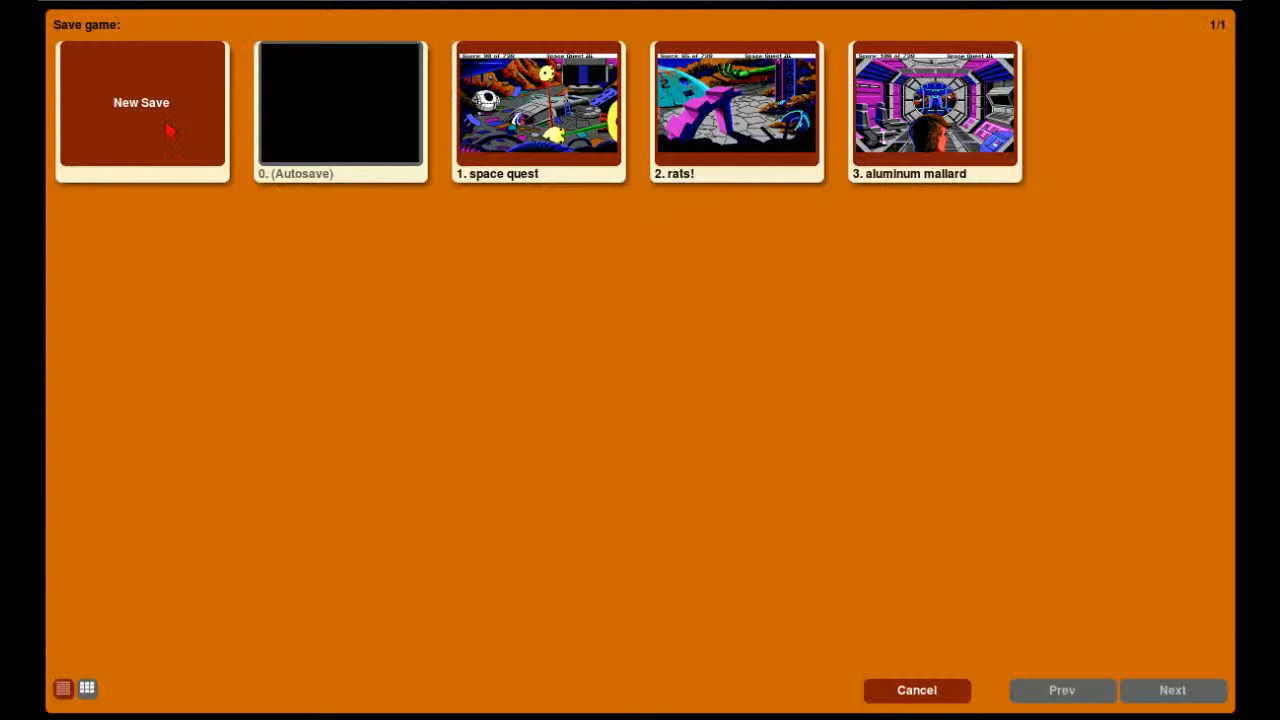 Save game:
1/1
New Save
0. (Autosave)
1. space quest
2. rats!
3. aluminum mallard
Cancel
Prev
Next